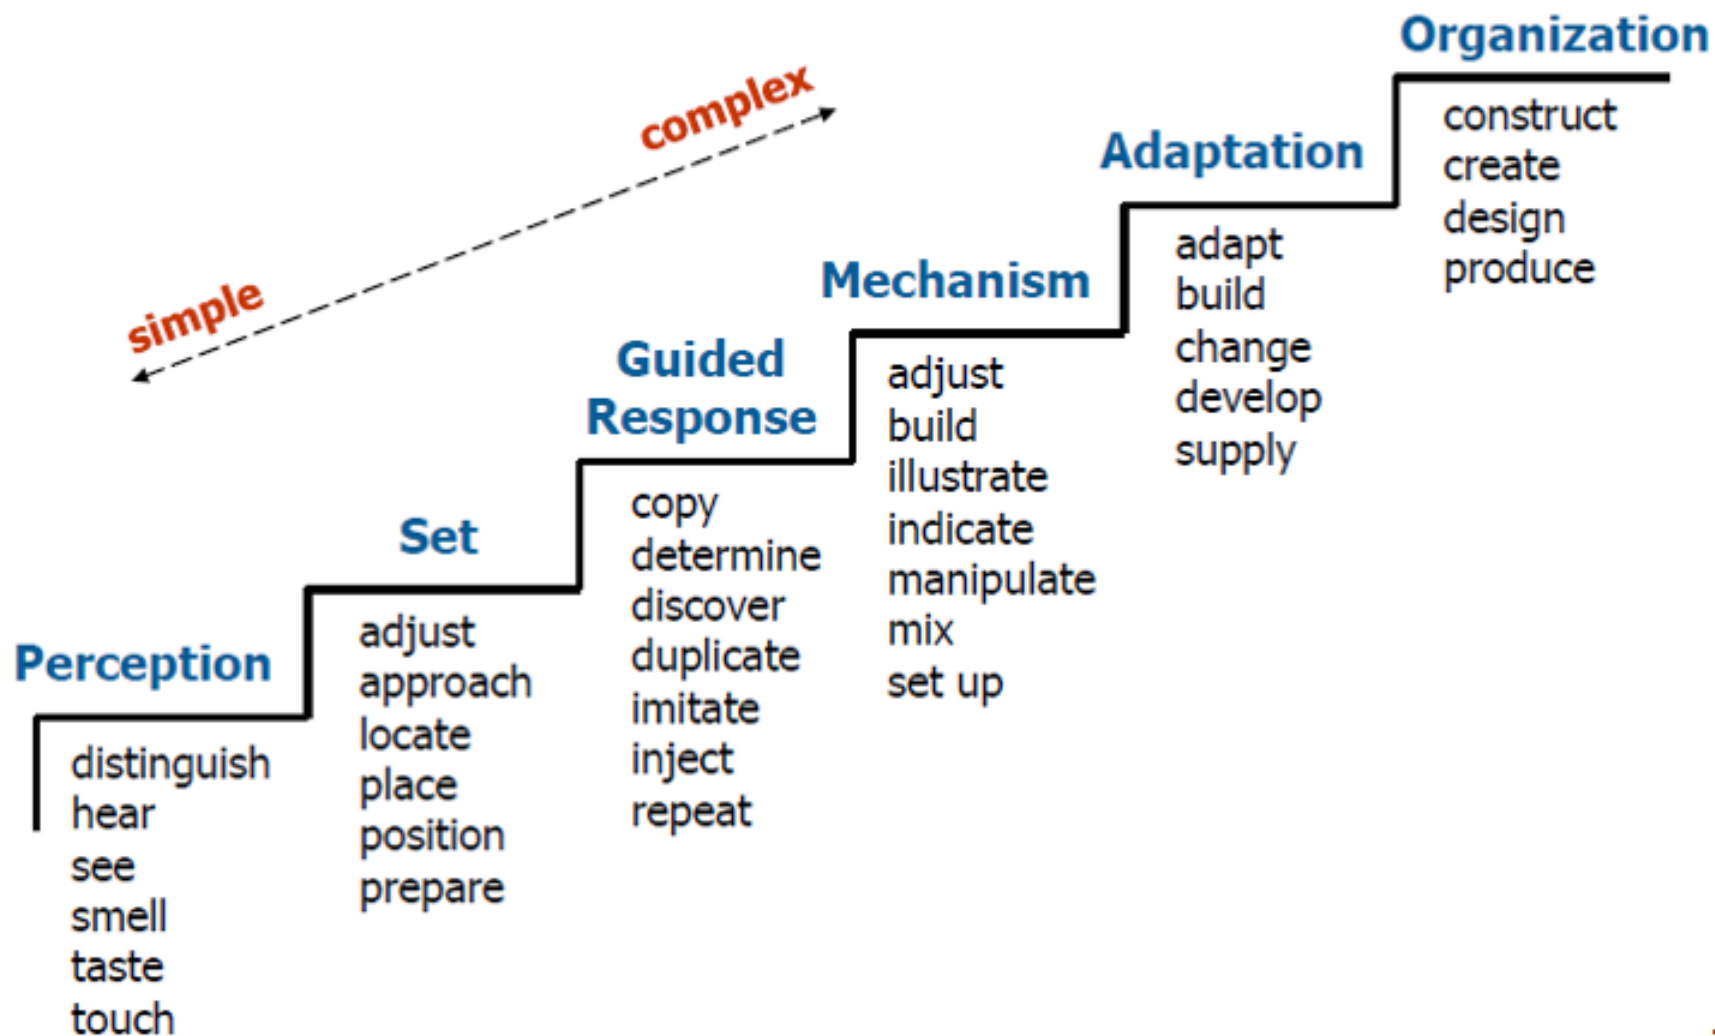 simple
complex
Perception
distinguish
hear
see
smell
taste
touch
Set
adjust
approach
locate
place
position
prepare
Guided
Response
copy
determine
discover
duplicate
imitate
inject
repeat
Mechanism
adjust
build
illustrate
indicate
manipulate
mix
set up
Adaptation
adapt
build
change
develop
supply
Organization
construct
create
design
produce